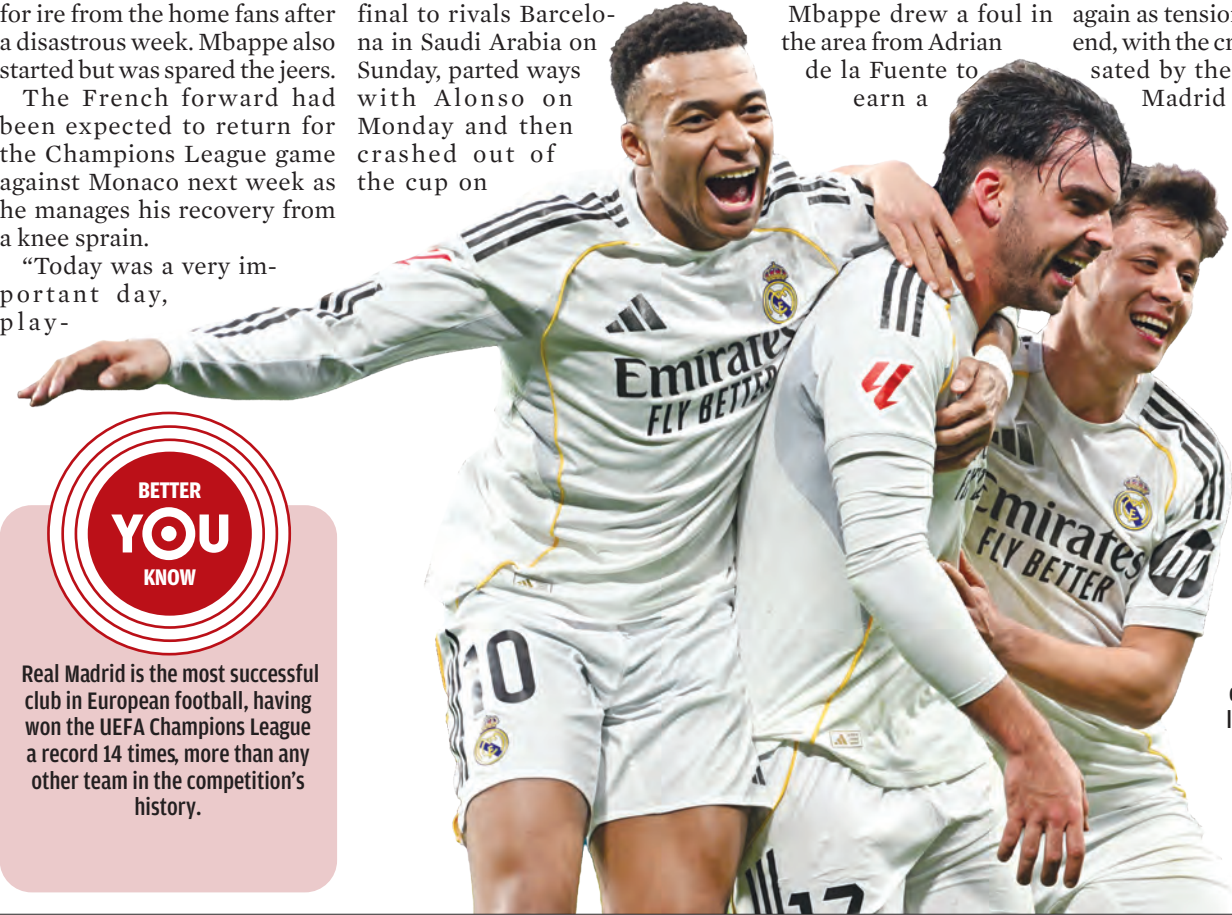 for ire from the home fans after
a disastrous week. Mbappe also
started but was spared the jeers.
The French forward had
been expected to return for
the Champions League game
against Monaco next week as
he manages his recovery from
a knee sprain.
“Today was a very im-
portant day,
play-
final to rivals Barcelo-
na in Saudi Arabia on
Sunday, parted ways
with Alonso on
Monday and then
crashed out of
the cup on
Mbappe drew a foul in
the area from Adrian
de la Fuente to
earn a
again as tension
end, with the
sated by the
Madrid
BETTER
YOU
KNOW
Real Madrid is the most successful
club in European football, having
won the UEFA Champions League
a record 14 times, more than any
other team in the competition’s
history.
Emirates
FLY BETTER
10
Emirates
FLY BETTER
hp
17